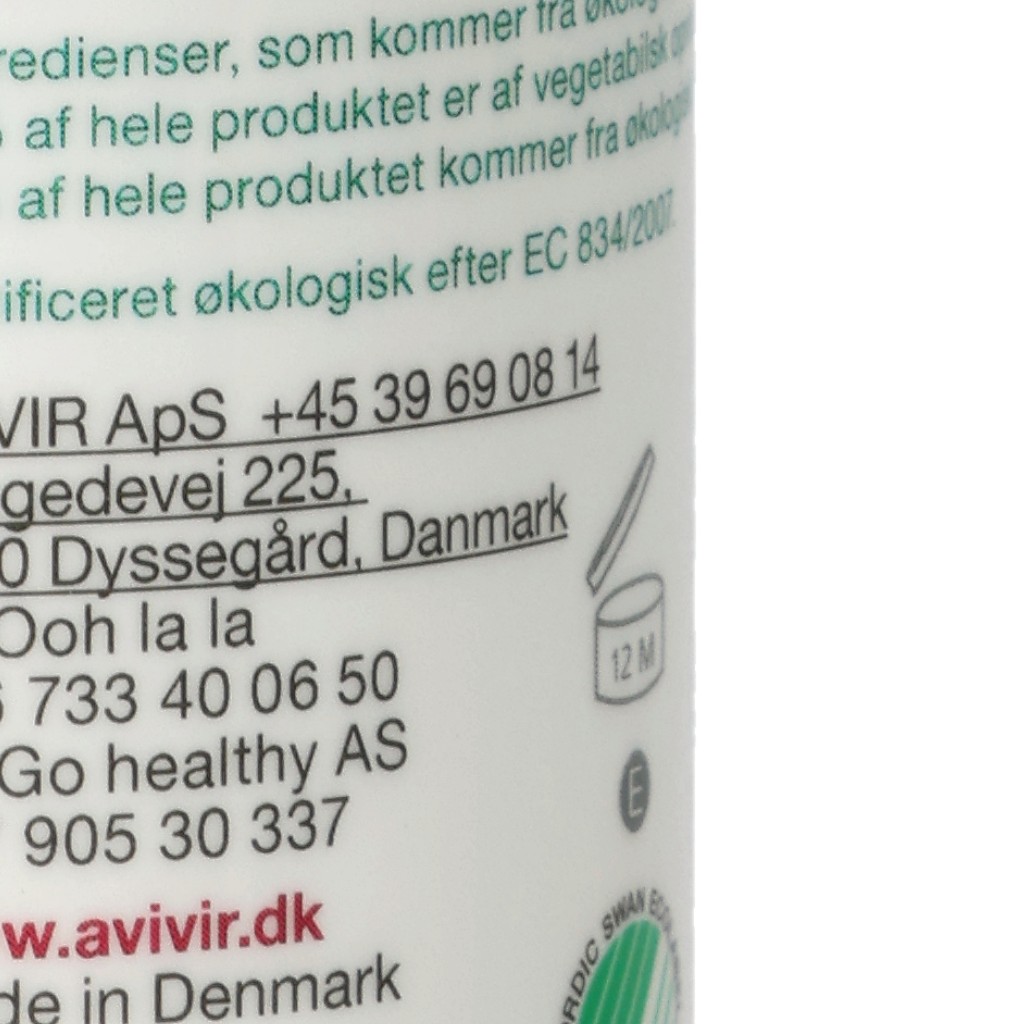 redienser, som kommer fra
af hele produktet er af vegetabilsk
af hele produktet kommer fra
ificeret økologisk efter EC 834/2007.
VIR ApS +45 39 69 08 14
gedevej 225,
0 Dyssegård, Danmark
Ooh la la
733 40 06 50
Go healthy AS
905 30 337
w.avivir.dk
de in Denmark
12 M
E
RDIC SWAN